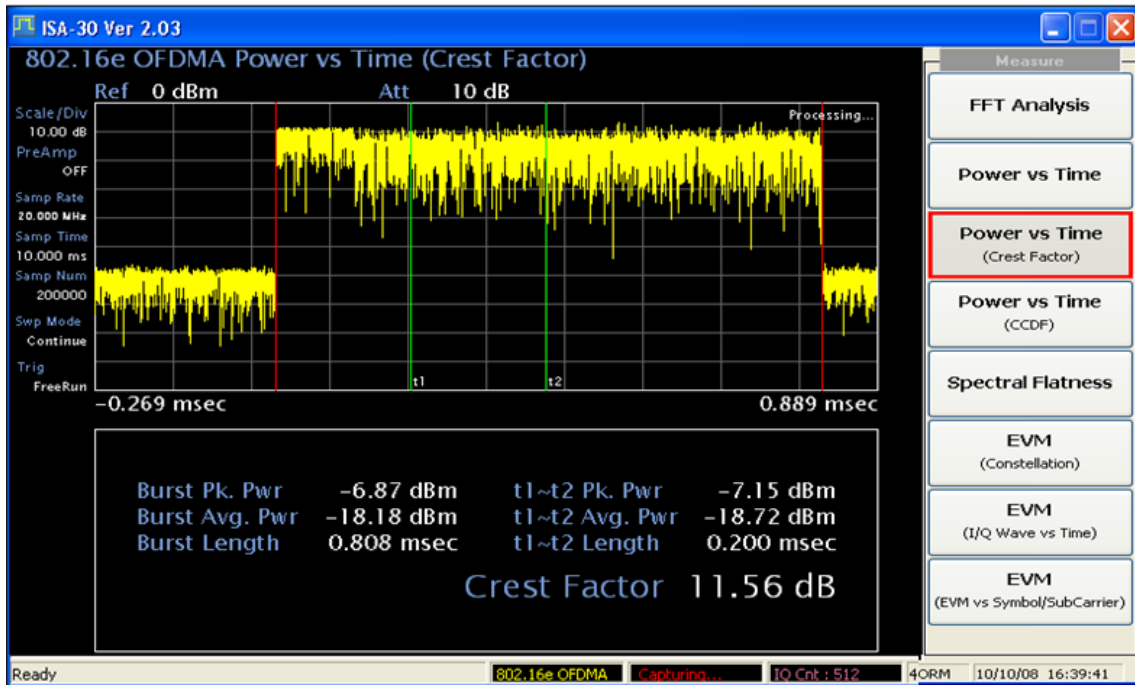 ISA-30 Ver 2.03
802.16e OFDMA Power vs Time (Crest Factor)
Ref 0 dBm Att 10 dB
Scale/Div
10.00 dB
PreAmp
OFF
Samp Rate
20.000 MHz
Samp Time
10.000 ms
Samp Num
200000
Swp Mode
Continue
Trig
FreeRun
Processing...
t1 t2
-0.269 msec 0.889 msec
Burst Pk. Pwr -6.87 dBm t1~t2 Pk. Pwr -7.15 dBm
Burst Avg. Pwr -18.18 dBm t1~t2 Avg. Pwr -18.72 dBm
Burst Length 0.808 msec t1~t2 Length 0.200 msec
Crest Factor 11.56 dB
Measure
FFT Analysis
Power vs Time
Power vs Time
(Crest Factor)
Power vs Time
(CCDF)
Spectral Flatness
EVM
(Constellation)
EVM
(I/Q Wave vs Time)
EVM
(EVM vs Symbol/SubCarrier)
Ready 802.16e OFDMA Capturing... IQ Cnt : 512 4ORM 10/10/08 16:39:41